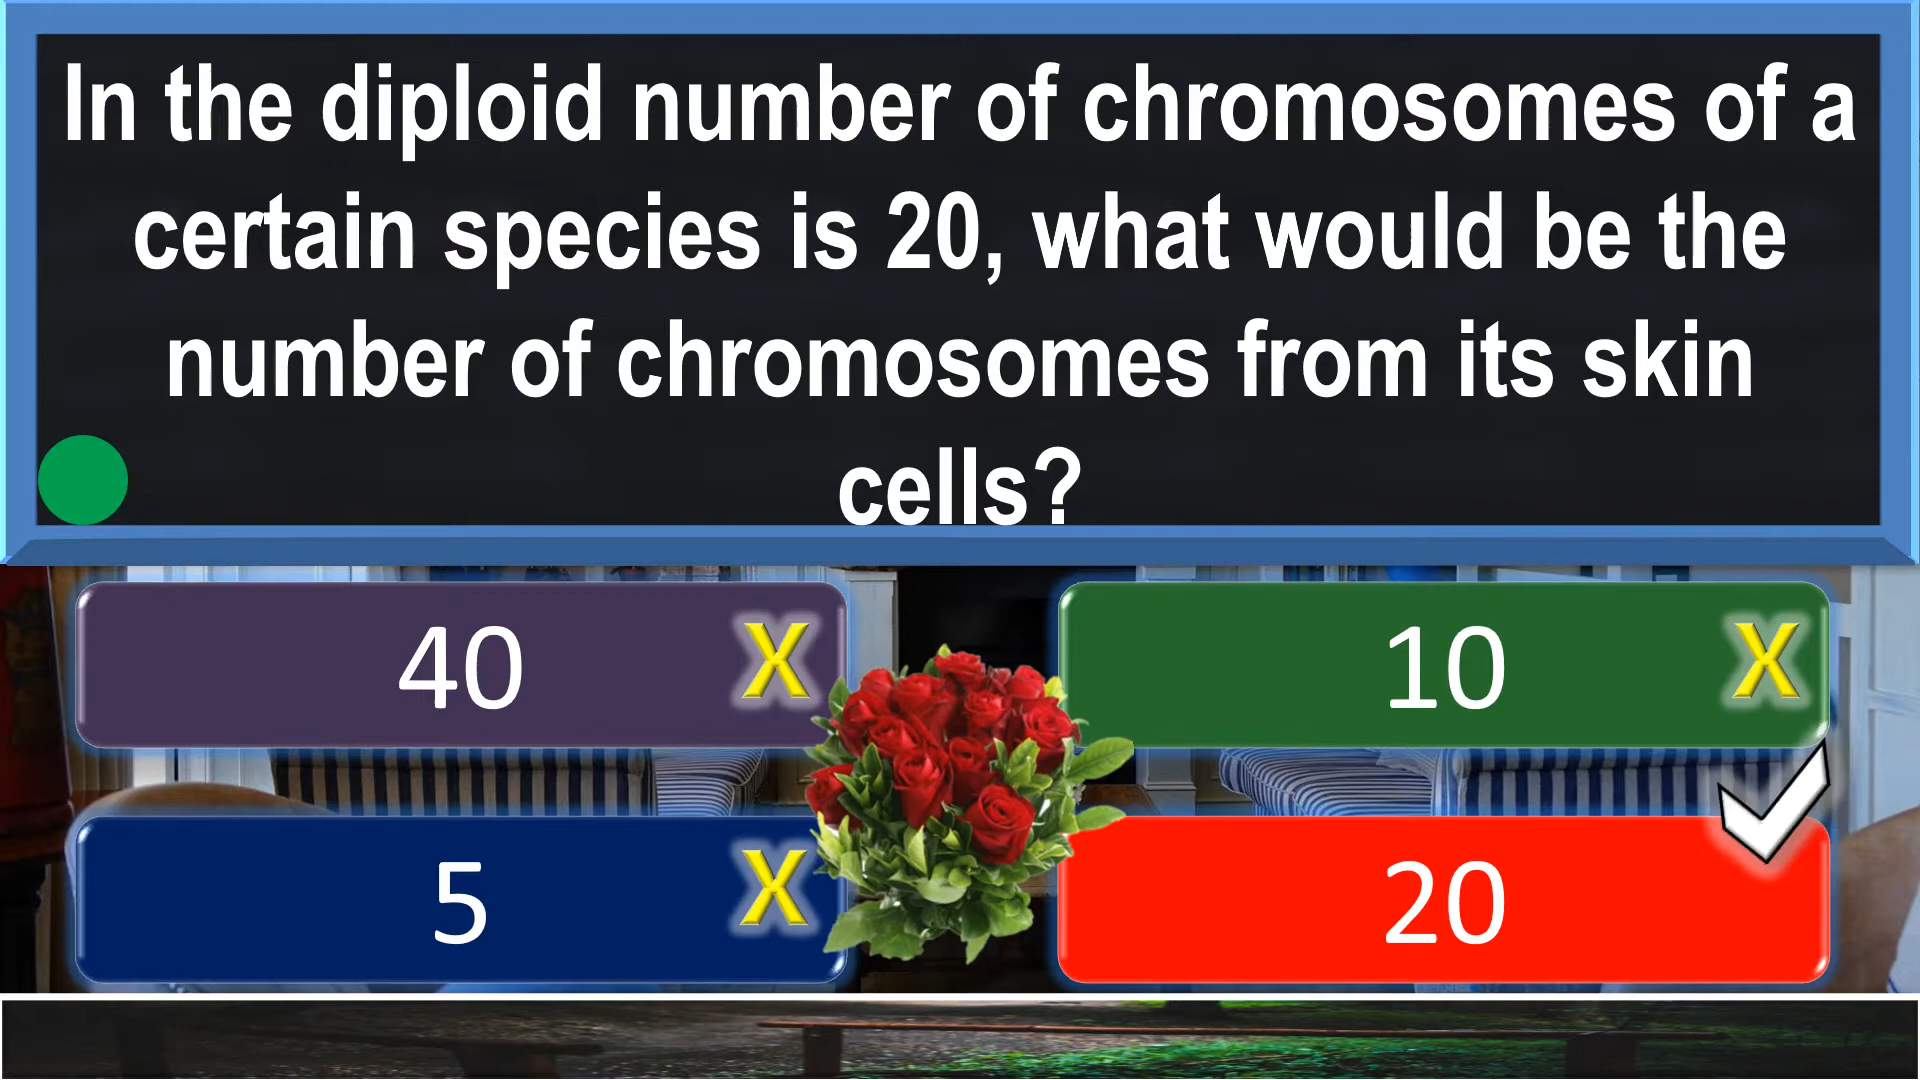 In the diploid number of chromosomes of a
certain species is 20, what would be the
number of chromosomes from its skin
cells?
40 X
10 X
5 X
20